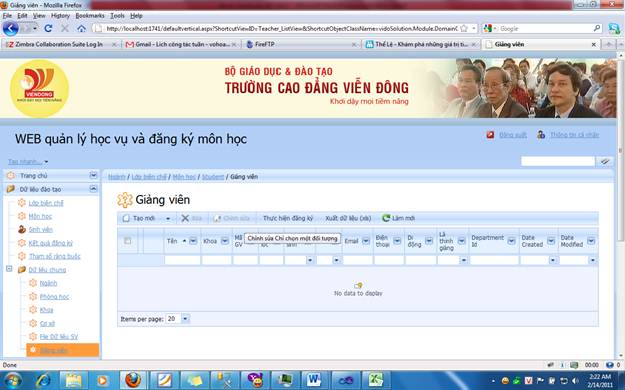 Giảng viên - Mozilla Firefox
File Edit View History Bookmarks Tools Help
http://localhost:1741/defaultvertical.aspx?ShortcutViewID=Teacher_ListView&ShortcutObjectClassName=vidoSolution.Module.DomainO
Google
Zimbra Collaboration Suite Log In
Gmail - Lịch công tác tuần - vohoa...
FireFTP
Thể Lệ - Khám phá những giá trị ti...
Giảng viên
VIENDONG
KHƠI DẬY MỌI TIỀM NĂNG
BỘ GIÁO DỤC & ĐÀO TẠO
TRƯỜNG CAO ĐẲNG VIỄN ĐÔNG
Khơi dậy mọi tiềm năng
WEB quản lý học vụ và đăng ký môn học
Đăng xuất Thông tin cá nhân
Tạo nhanh...
Trang chủ
Dữ liệu đào tạo
Lớp biên chế
Môn học
Sinh viên
Kết quả đăng ký
Tham số ràng buộc
Dữ liệu chung
Ngành
Phòng học
Khoa
Cơ sở
File Dữ liệu SV
Giảng viên
Ngành / Lớp biên chế / Môn học / Student / Giảng viên
Giảng viên
Tạo mới Xóa Chỉnh sửa Thực hiện đăng ký Xuất dữ liệu (xls) Làm mới
Chỉnh sửa Chỉ chọn một đối tượng
Tên Khoa Mã GV Email Điện thoại Di động Là thỉnh giảng Department Id Date Created Date Modified
No data to display
Items per page: 20
Done
00:00
2:22 AM
2/14/2011